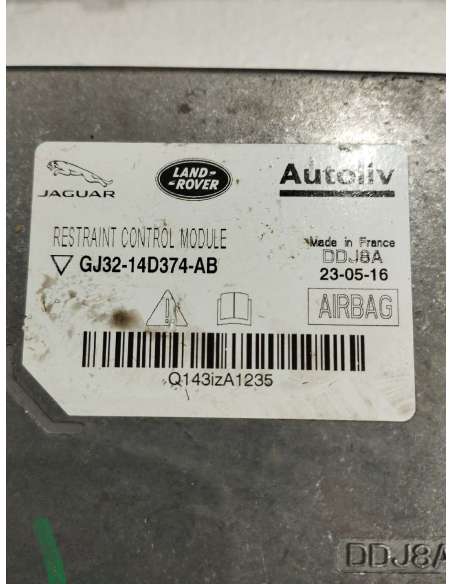 JAGUAR
LAND-
-ROVER
Autoliv
RESTRAINT CONTROL MODULE
GJ32-14D374-AB
Made in France
DDJ8A
23-05-16
AIRBAG
Q143izA1235
DDJ8A